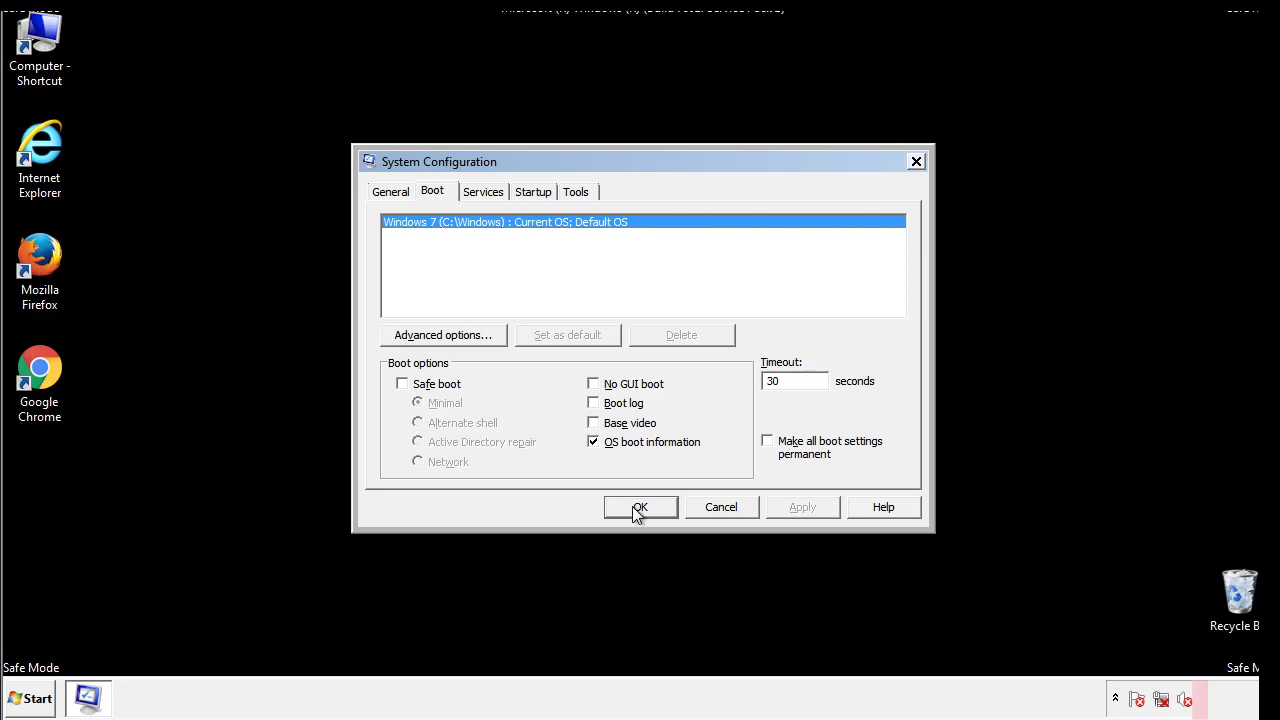 Computer -
Shortcut
Internet
Explorer
Mozilla
Firefox
Google
Chrome
System Configuration
General
Boot
Services
Startup
Tools
Windows 7 (C:\Windows) : Current OS; Default OS
Advanced options...
Set as default
Delete
Boot options
Safe boot
Minimal
Alternate shell
Active Directory repair
Network
No GUI boot
Boot log
Base video
OS boot information
Timeout:
30
seconds
Make all boot settings
permanent
OK
Cancel
Apply
Help
Recycle B
Safe Mode
Safe M
Start